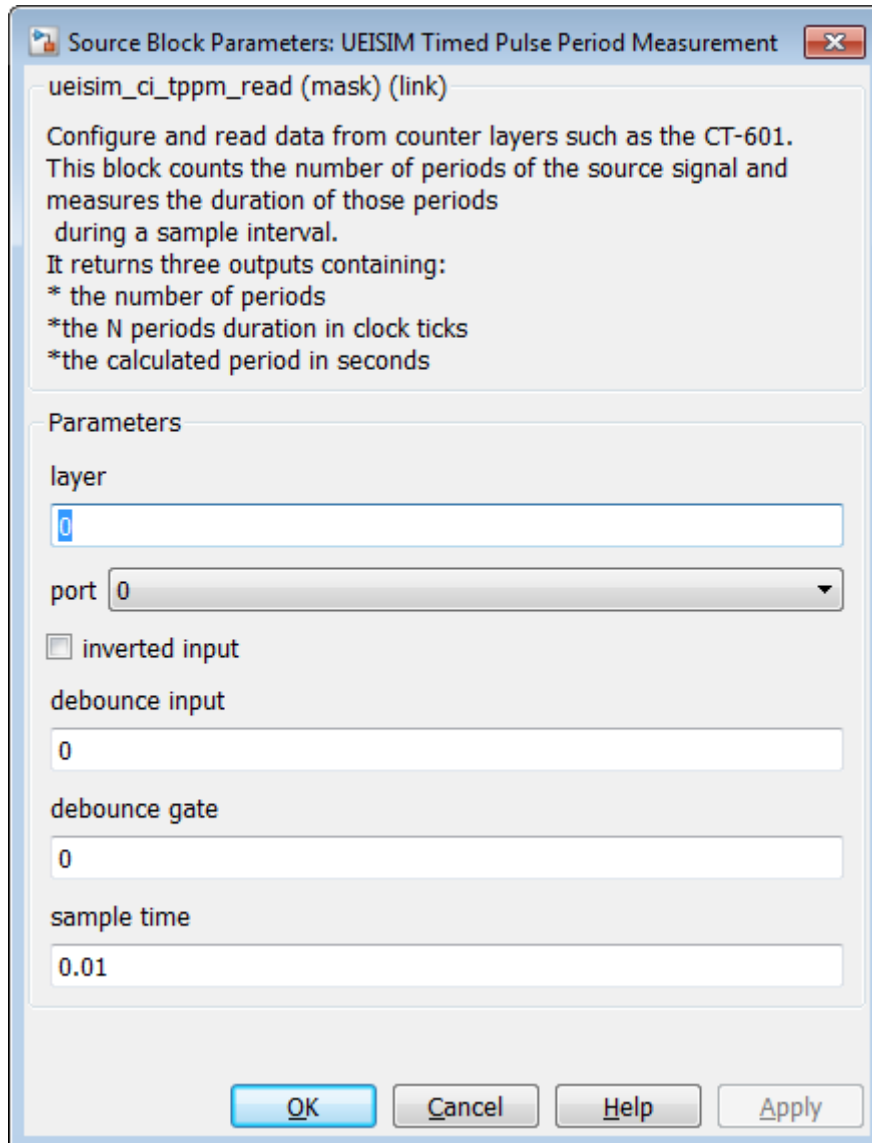 Source Block Parameters: UEISIM Timed Pulse Period Measurement
ueisim_ci_tppm_read (mask) (link)
Configure and read data from counter layers such as the CT-601.
This block counts the number of periods of the source signal and
measures the duration of those periods
during a sample interval.
It returns three outputs containing:
* the number of periods
*the N periods duration in clock ticks
*the calculated period in seconds
Parameters
layer
0
port 0
inverted input
debounce input
0
debounce gate
0
sample time
0.01
OK Cancel Help Apply